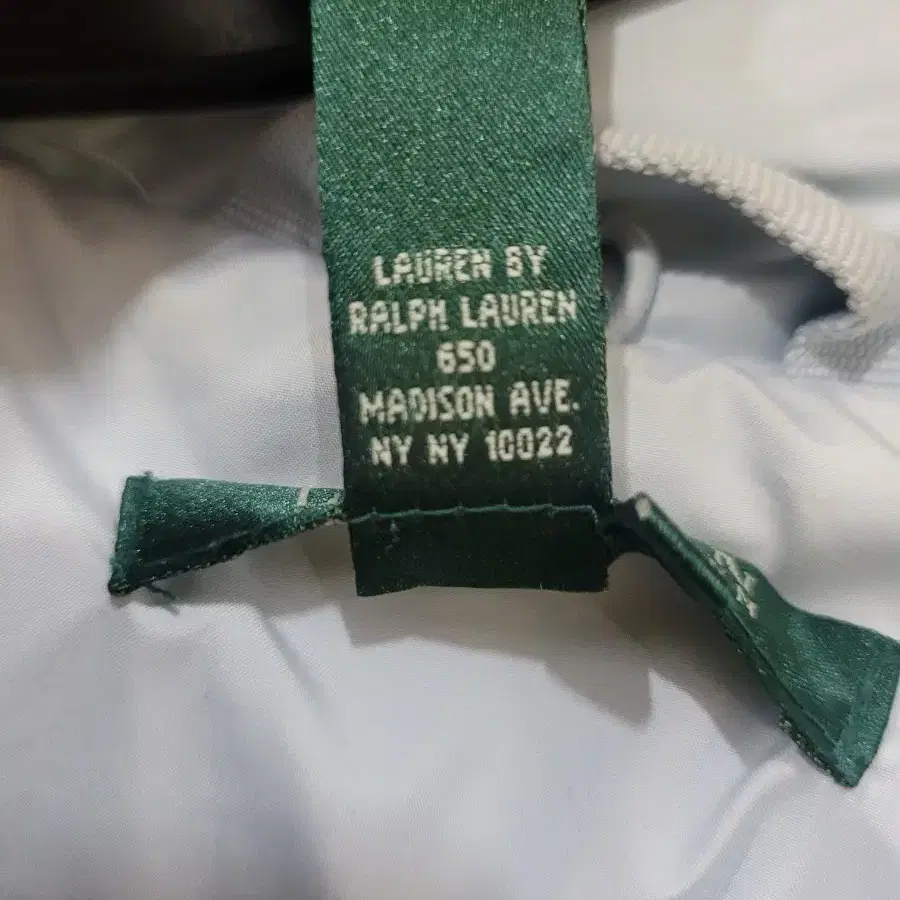 LAUREN BY
RALPH LAUREN
650
MADISON AVE.
NY NY 10022